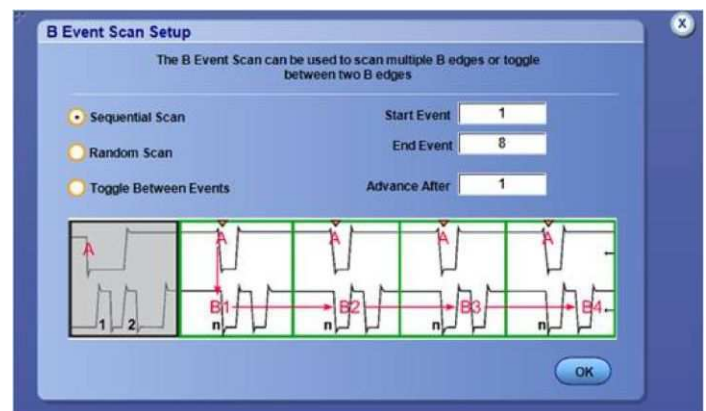 X
B Event Scan Setup
The B Event Scan can be used to scan multiple B edges or toggle
between two B edges
Sequential Scan
Start Event 1
Random Scan
End Event 8
Toggle Between Events
Advance After 1
A A A A A
B1 B2 B3 B4
1 2 n n n n
OK